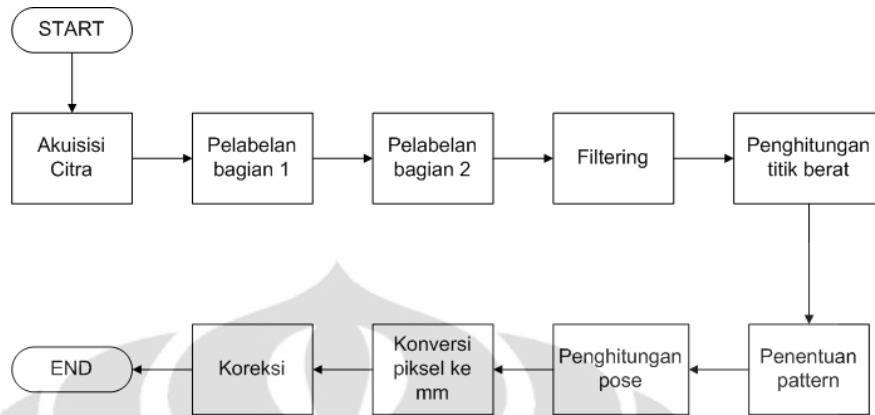 START
Akuisisi
Citra
Pelabelan
bagian 1
Pelabelan
bagian 2
Filtering
Penghitungan
titik berat
Penentuan
pattern
Penghitungan
pose
Konversi
piksel ke
mm
Koreksi
END